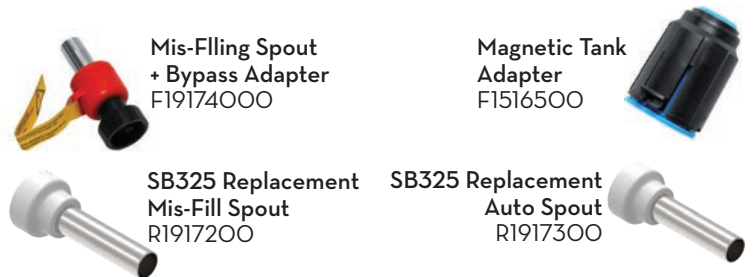 Mis-FIling Spout
+ Bypass Adapter
F19174000
Magnetic Tank
Adapter
F1516500
SB325 Replacement
Mis-Fill Spout
R1917200
SB325 Replacement
Auto Spout
R1917300